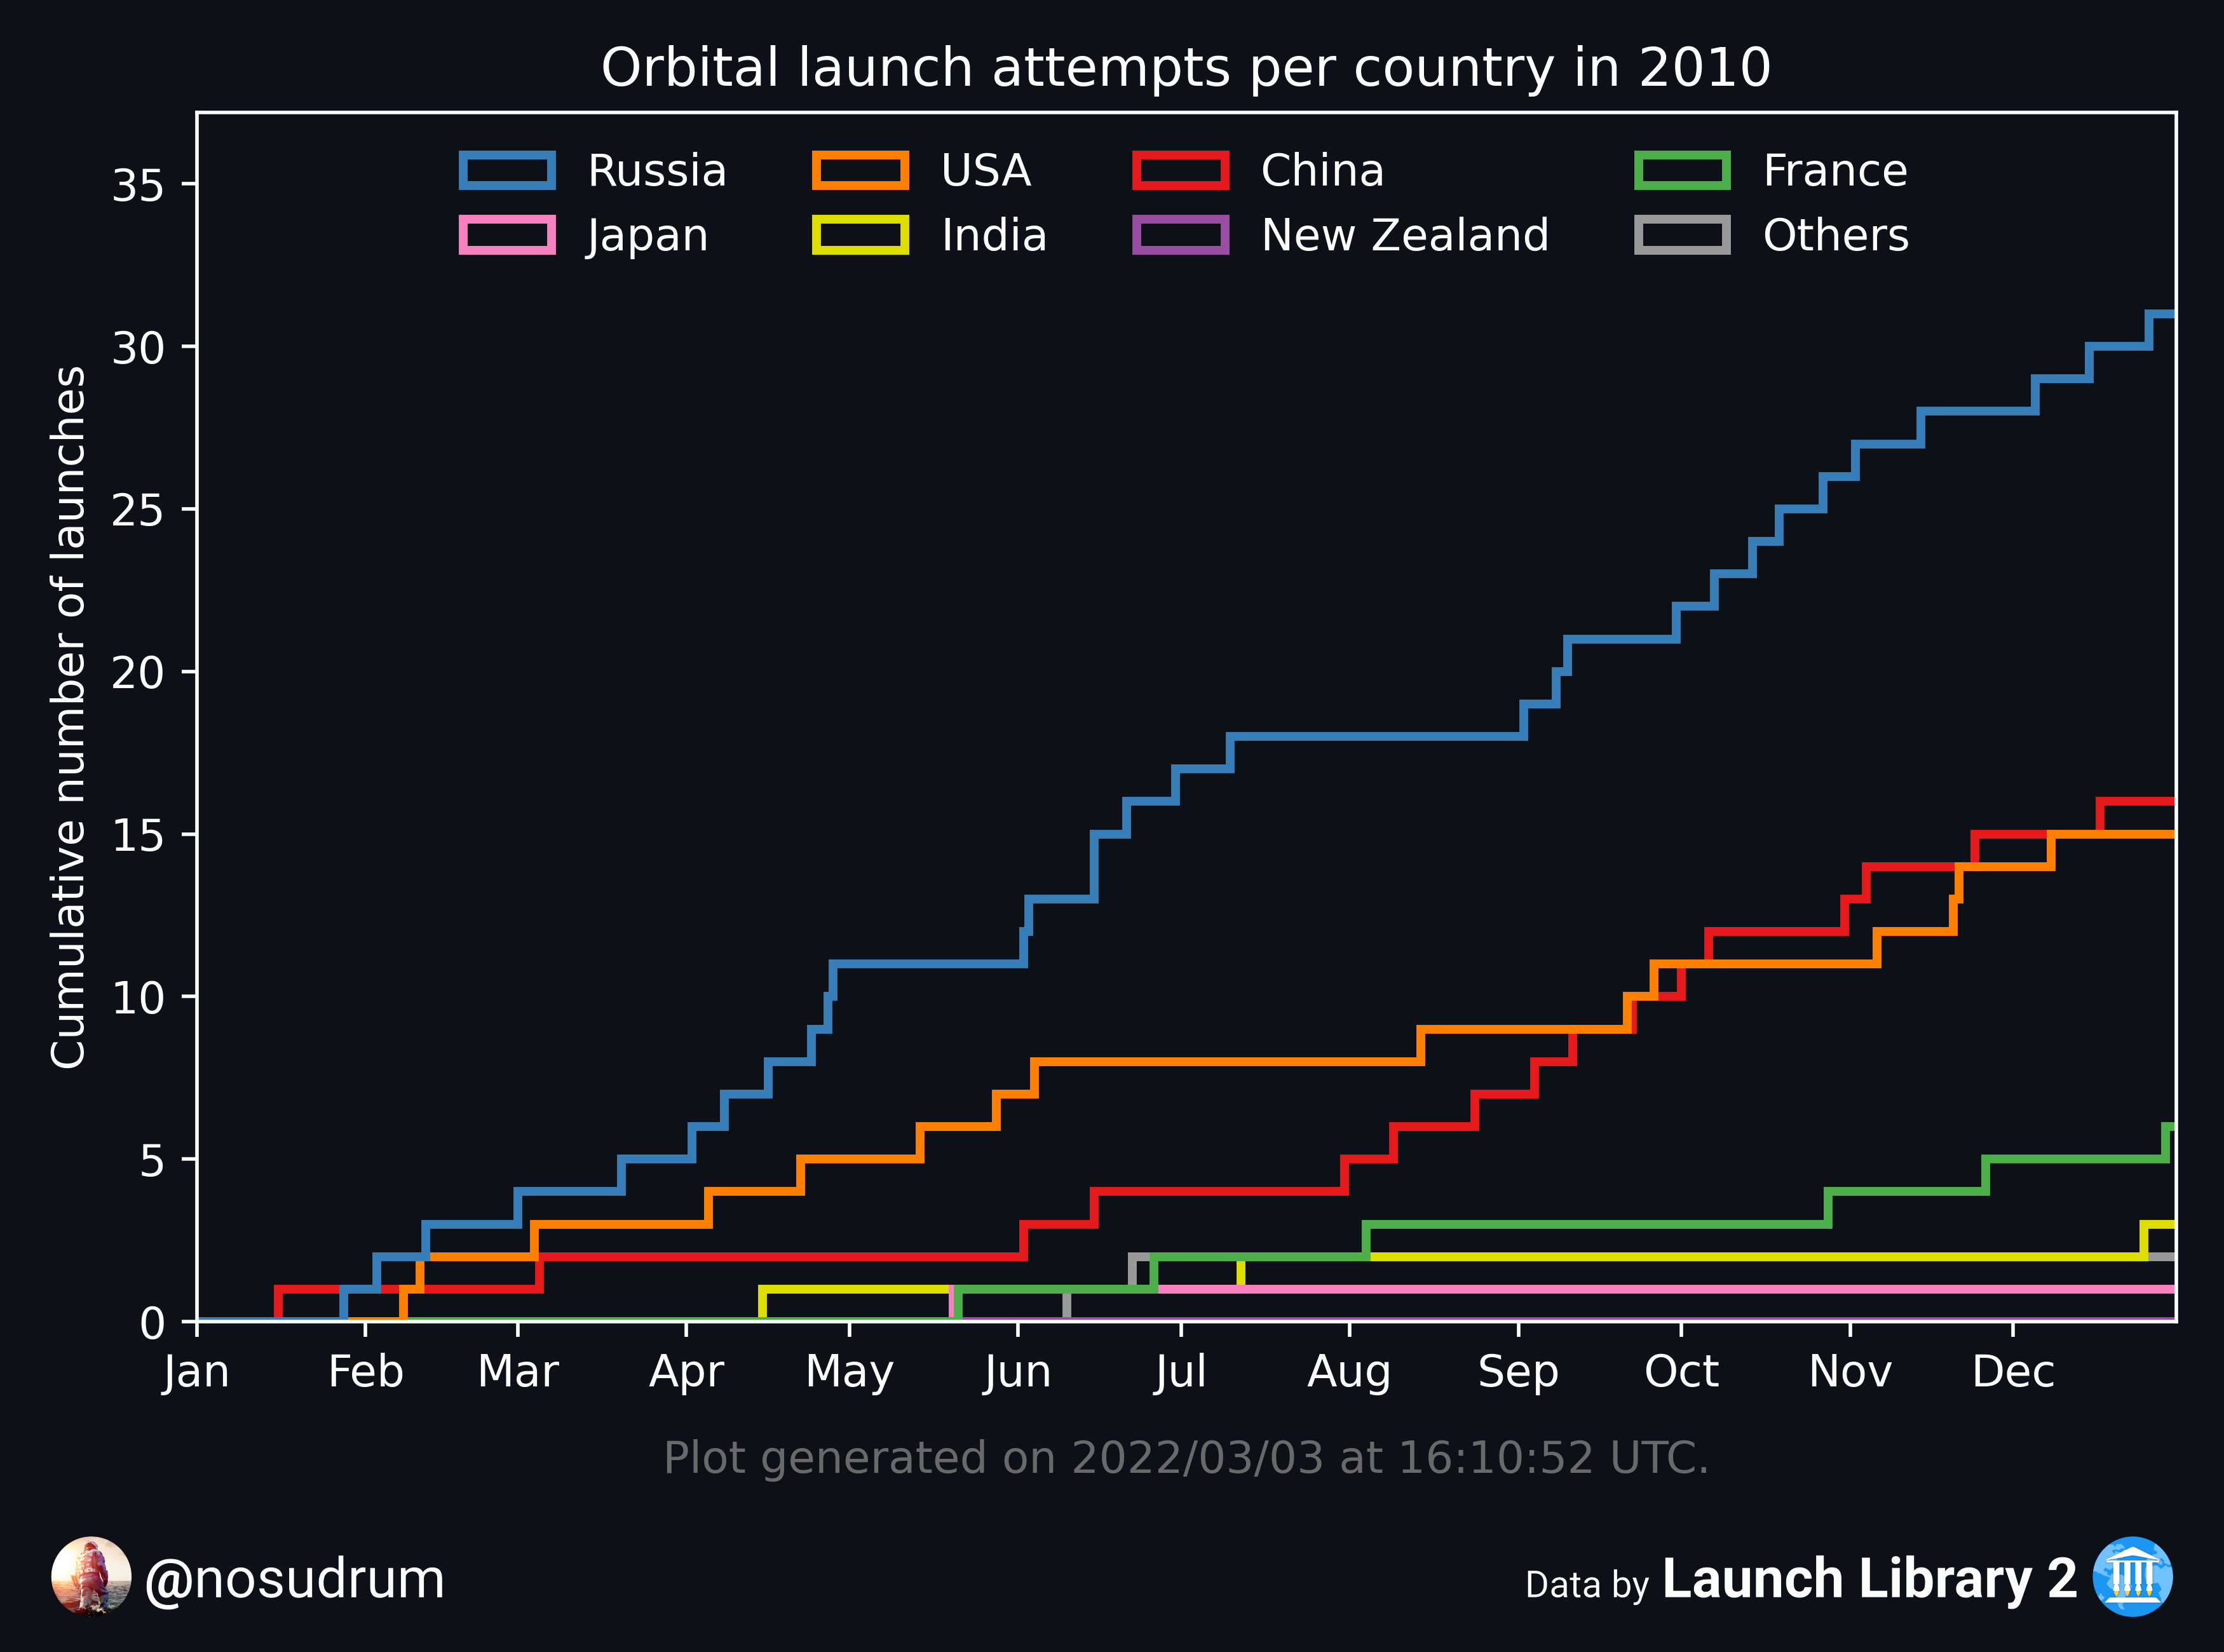 Orbital launch attempts per country in 2010
Russia USA China France
Japan India New Zealand Others
Cumulative number of launches
35
30
25
20
15
10
5
0
Jan Feb Mar Apr May Jun Jul Aug Sep Oct Nov Dec
Plot generated on 2022/03/03 at 16:10:52 UTC.
@nosudrum
Data by Launch Library 2